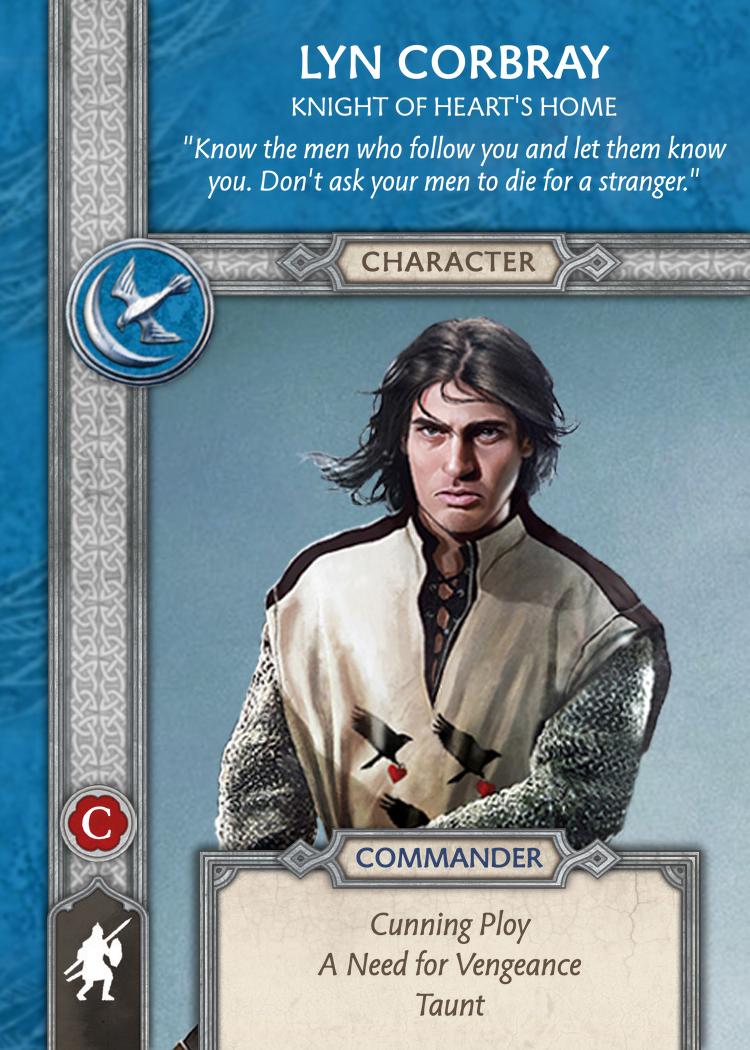 LYN CORBRAY
KNIGHT OF HEART'S HOME
"Know the men who follow you and let them know
you. Don't ask your men to die for a stranger."
CHARACTER
C
COMMANDER
Cunning Ploy
A Need for Vengeance
Taunt